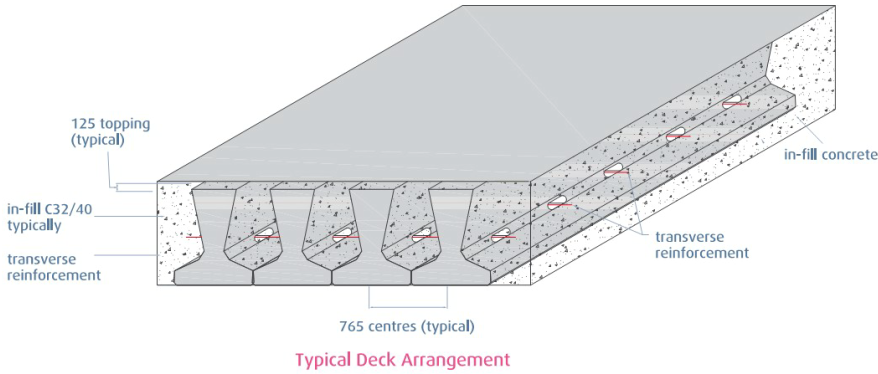 125 topping
(typical)
in-fill C32/40
typically
transverse
reinforcement
in-fill concrete
transverse
reinforcement
765 centres (typical)
Typical Deck Arrangement